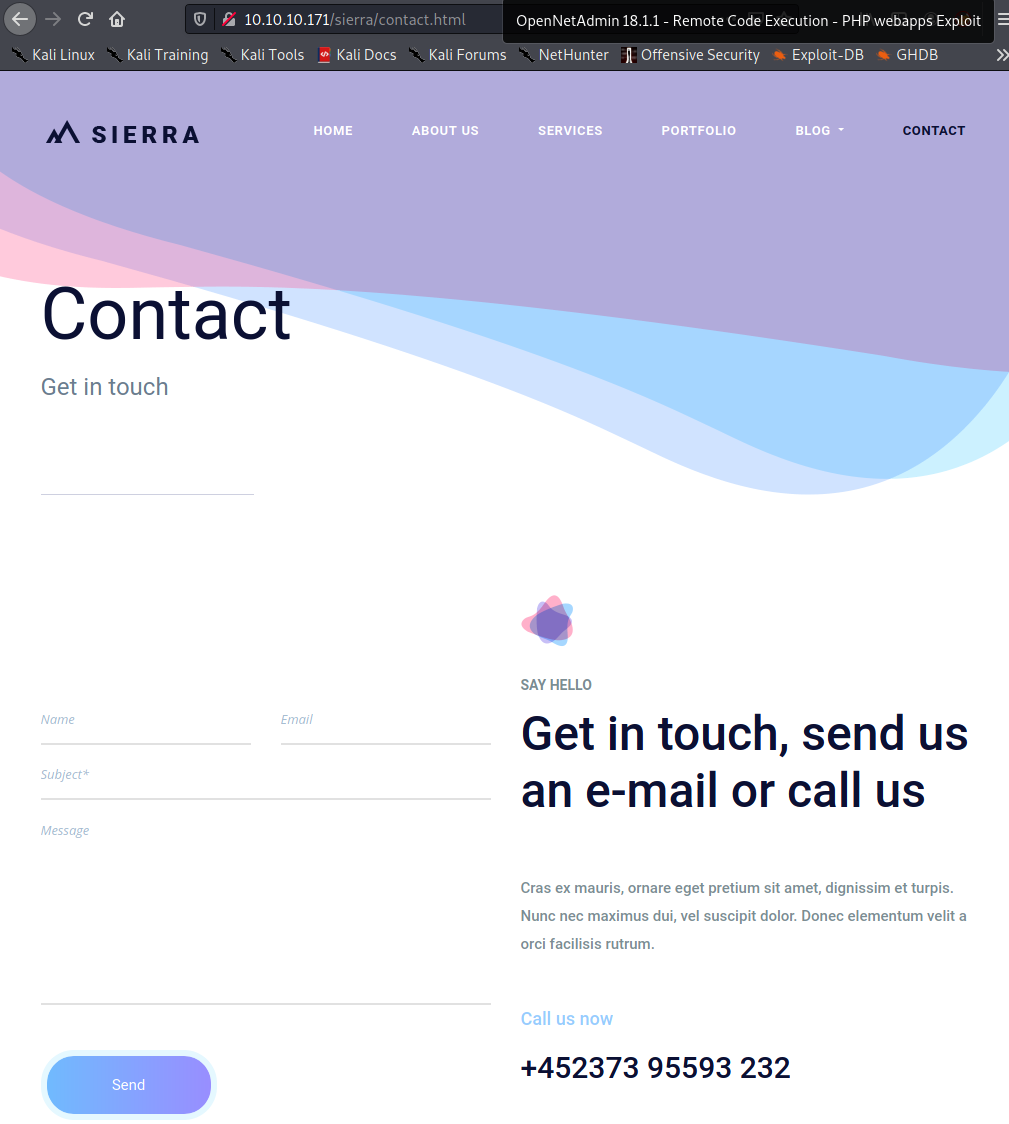 10.10.10.171/sierra/contact.html
OpenNetAdmin 18.1.1 - Remote Code Execution - PHP webapps Exploit
Kali Linux Kali Training Kali Tools Kali Docs Kali Forums NetHunter Offensive Security Exploit-DB GHDB
SIERRA
HOME ABOUT US SERVICES PORTFOLIO BLOG CONTACT
Contact
Get in touch
Name Email
Subject*
Message
Send
SAY HELLO
Get in touch, send us
an e-mail or call us
Cras ex mauris, ornare eget pretium sit amet, dignissim et turpis.
Nunc nec maximus dui, vel suscipit dolor. Donec elementum velit a
orci facilisis rutrum.
Call us now
+452373 95593 232